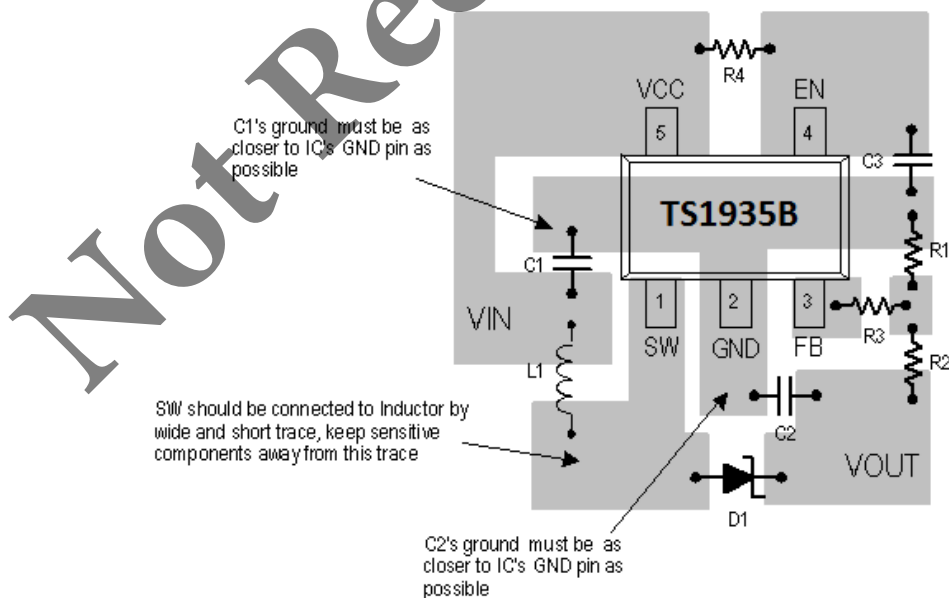 Not Rec
R4
VCC
EN
5
4
C1's ground must be as
closer to IC's GND pin as
possible
C3
TS1935B
R1
C1
VIN
1
2
3
SW
GND
FB
R3
L1
R2
SW should be connected to Inductor by
wide and short trace, keep sensitive
components away from this trace
C2
VOUT
D1
C2's ground must be as
closer to IC's GND pin as
possible